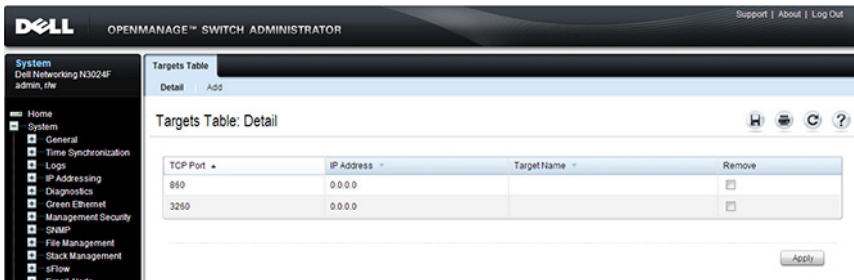 DELL
OPENMANAGE™ SWITCH ADMINISTRATOR
Support | About | Log Out
System
Dell Networking N3024F
admin, r/w
Home
System
General
Time Synchronization
Logs
IP Addressing
Diagnostics
Green Ethernet
Management Security
SNMP
File Management
Stack Management
sFlow
Targets Table
Detail Add
Targets Table: Detail
?
TCP Port IP Address Target Name Remove
860 0.0.0.0
3260 0.0.0.0
Apply